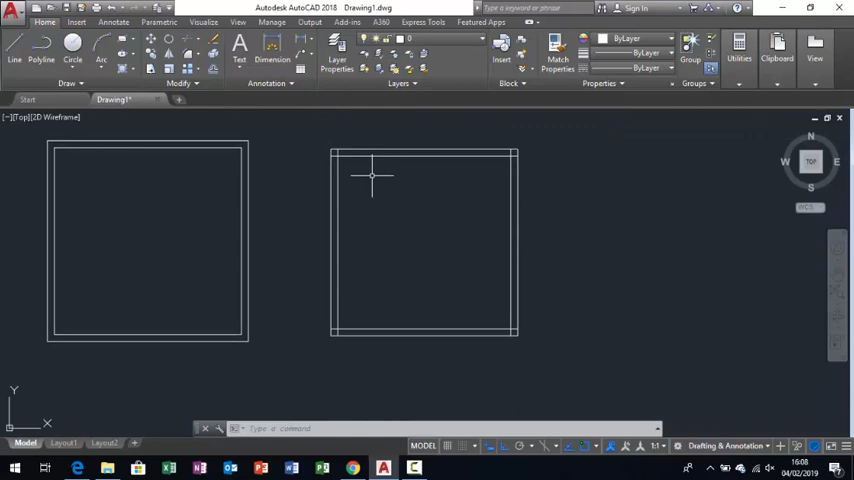 Autodesk AutoCAD 2018 Drawing1.dwg
Type a keyword or phrase
Sign In
Home Insert Annotate Parametric Visualize View Manage Output Add-ins A360 Express Tools Featured Apps
0
ByLayer
ByLayer
ByLayer
Line Polyline Circle Arc
Text Dimension
Layer
Properties
Insert
Match
Properties
Group
Utilities Clipboard View
Draw Modify Annotation Layers Block Properties Groups
Start Drawing1*
[−][Top][2D Wireframe]
N
W TOP E
S
WCS
Y
X
Type a command
Model Layout1 Layout2
MODEL
1:1
Drafting & Annotation
16:08
04/02/2019